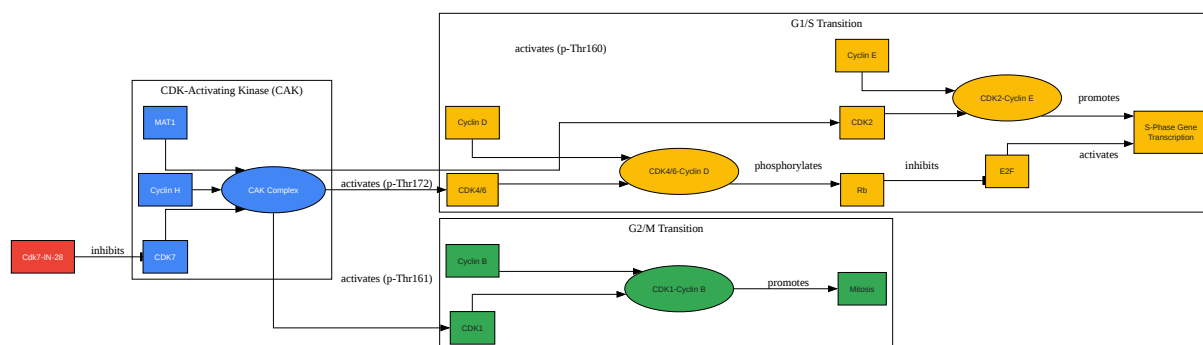 G1/S Transition
activates (p-Thr160)
Cyclin E
CDK-Activating Kinase (CAK)
CDK2-Cyclin E
promotes
MAT1
Cyclin D
CDK2
S-Phase Gene
Transcription
activates
CDK4/6-Cyclin D
phosphorylates
inhibits
E2F
Cyclin H
CAK Complex
activates (p-Thr172)
CDK4/6
Rb
G2/M Transition
Cdk7-IN-28
inhibits
CDK7
Cyclin B
activates (p-Thr161)
CDK1-Cyclin B
promotes
Mitosis
CDK1